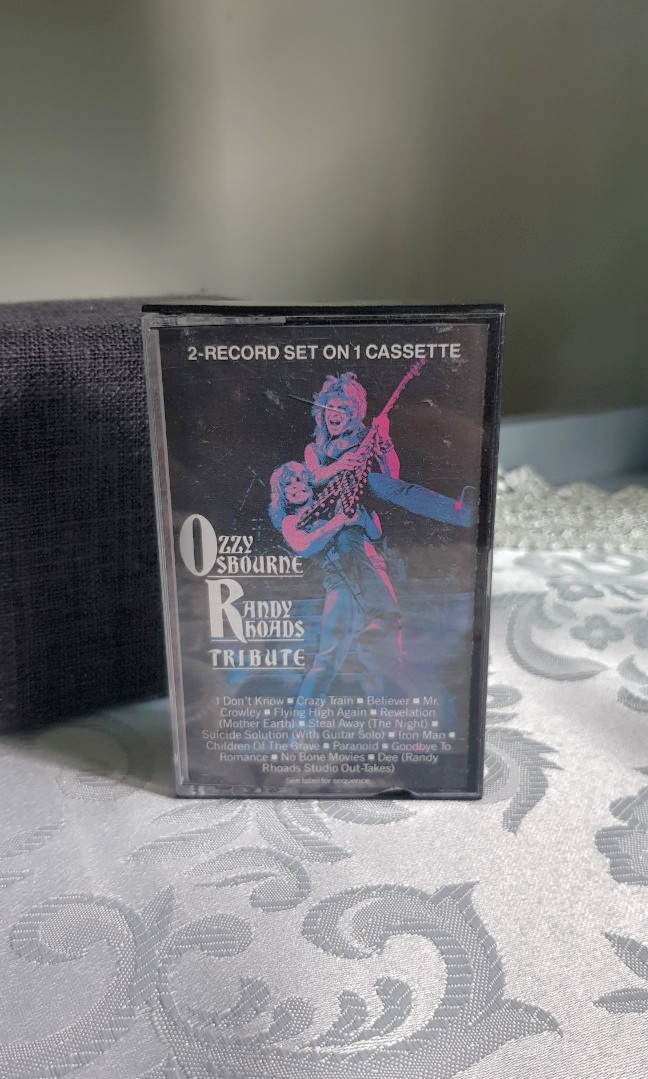 2-RECORD SET ON 1 CASSETTE
OZZY
OSBOURNE
RANDY
RHOADS
TRIBUTE
I Don't Know ■ Crazy Train ■ Believer ■ Mr.
Crowley ■ Flying High Again ■ Revelation
(Mother Earth) ■ Steal Away (The Night) ■
Suicide Solution (With Guitar Solo) ■ Iron Man ■
Children Of The Grave ■ Paranoid ■ Goodbye To
Romance ■ No Bone Movies ■ Dee (Randy
Rhoads Studio Out-Takes)
See label for sequence.